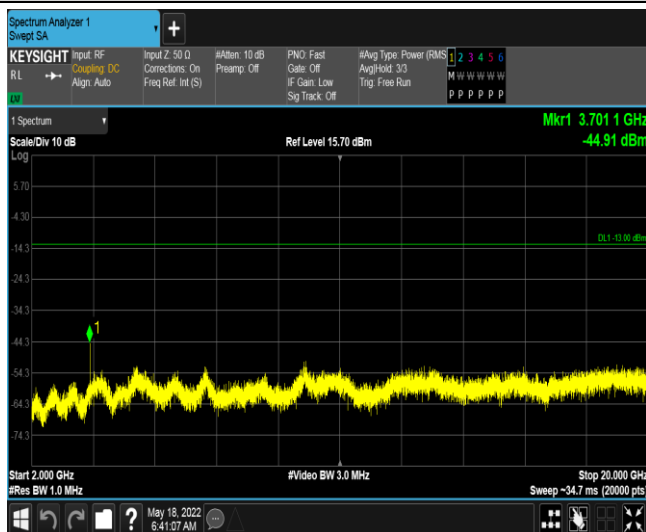 Spectrum Analyzer 1
Swept SA
KEYSIGHT
RL
LXI
Input: RF
Coupling: DC
Align: Auto
Input Z: 50 Ω
Corrections: On
Freq Ref: Int (S)
#Atten: 10 dB
Preamp: Off
PNO: Fast
Gate: Off
IF Gain: Low
Sig Track: Off
#Avg Type: Power (RMS
Avg|Hold: 3/3
Trig: Free Run
1 2 3 4 5 6
M W W W W W
P P P P P P
1 Spectrum
Mkr1 3.701 1 GHz
Scale/Div 10 dB
Ref Level 15.70 dBm
-44.91 dBm
Log
5.70
-4.30
DL1 -13.00 dBm
-14.3
-24.3
-34.3
1
-44.3
-54.3
-64.3
-74.3
Start 2.000 GHz
#Video BW 3.0 MHz
Stop 20.000 GHz
#Res BW 1.0 MHz
Sweep ~34.7 ms (20000 pts)
?
May 18, 2022
6:41:07 AM